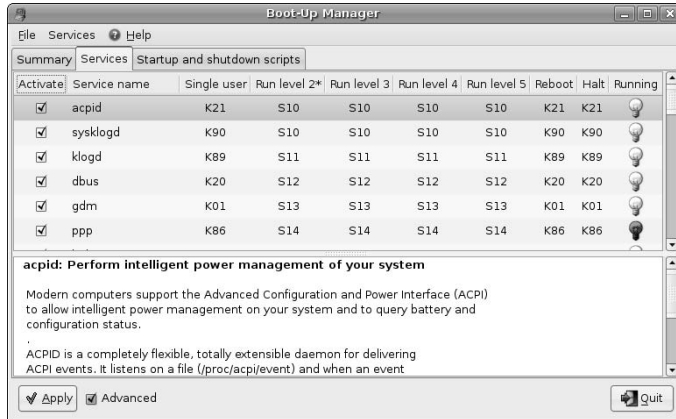 Boot-Up Manager
File Services Help
Summary Services Startup and shutdown scripts
Activate Service name Single user Run level 2* Run level 3 Run level 4 Run level 5 Reboot Halt Running
acpid K21 S10 S10 S10 S10 K21 K21
sysklogd K90 S10 S10 S10 S10 K90 K90
klogd K89 S11 S11 S11 S11 K89 K89
dbus K20 S12 S12 S12 S12 K20 K20
gdm K01 S13 S13 S13 S13 K01 K01
ppp K86 S14 S14 S14 S14 K86 K86
acpid: Perform intelligent power management of your system
Modern computers support the Advanced Configuration and Power Interface (ACPI)
to allow intelligent power management on your system and to query battery and
configuration status.
.
ACPID is a completely flexible, totally extensible daemon for delivering
ACPI events. It listens on a file (/proc/acpi/event) and when an event
Apply Advanced Quit